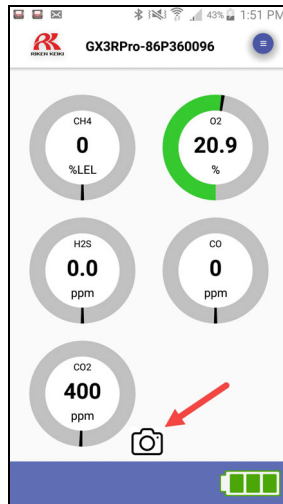 43% 1:51 PM
RIKEN KEIKI GX3RPro-86P360096
CH4
0
%LEL
O2
20.9
%
H2S
0.0
ppm
CO
0
ppm
CO2
400
ppm